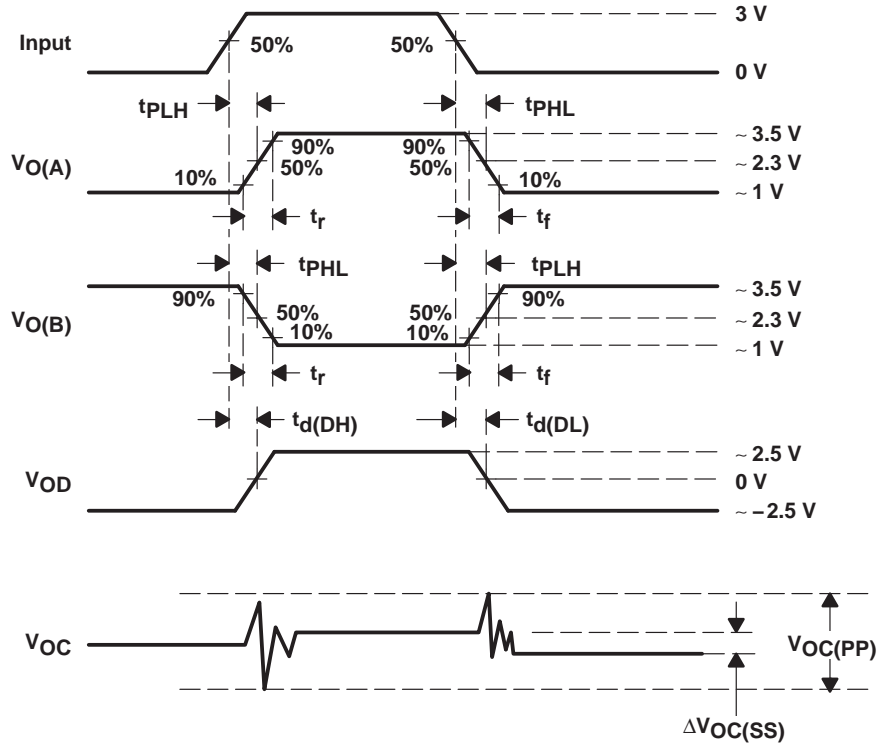 3 V
Input
50%
50%
0 V
tPLH
tPHL
VO(A)
90%
90%
50%
50%
10%
10%
~ 3.5 V
~ 2.3 V
~ 1 V
tr
tf
tPHL
tPLH
VO(B)
90%
90%
50%
50%
10%
10%
~ 3.5 V
~ 2.3 V
~ 1 V
tr
tf
td(DH)
td(DL)
VOD
~ 2.5 V
0 V
~ –2.5 V
VOC
VOC(PP)
ΔVOC(SS)